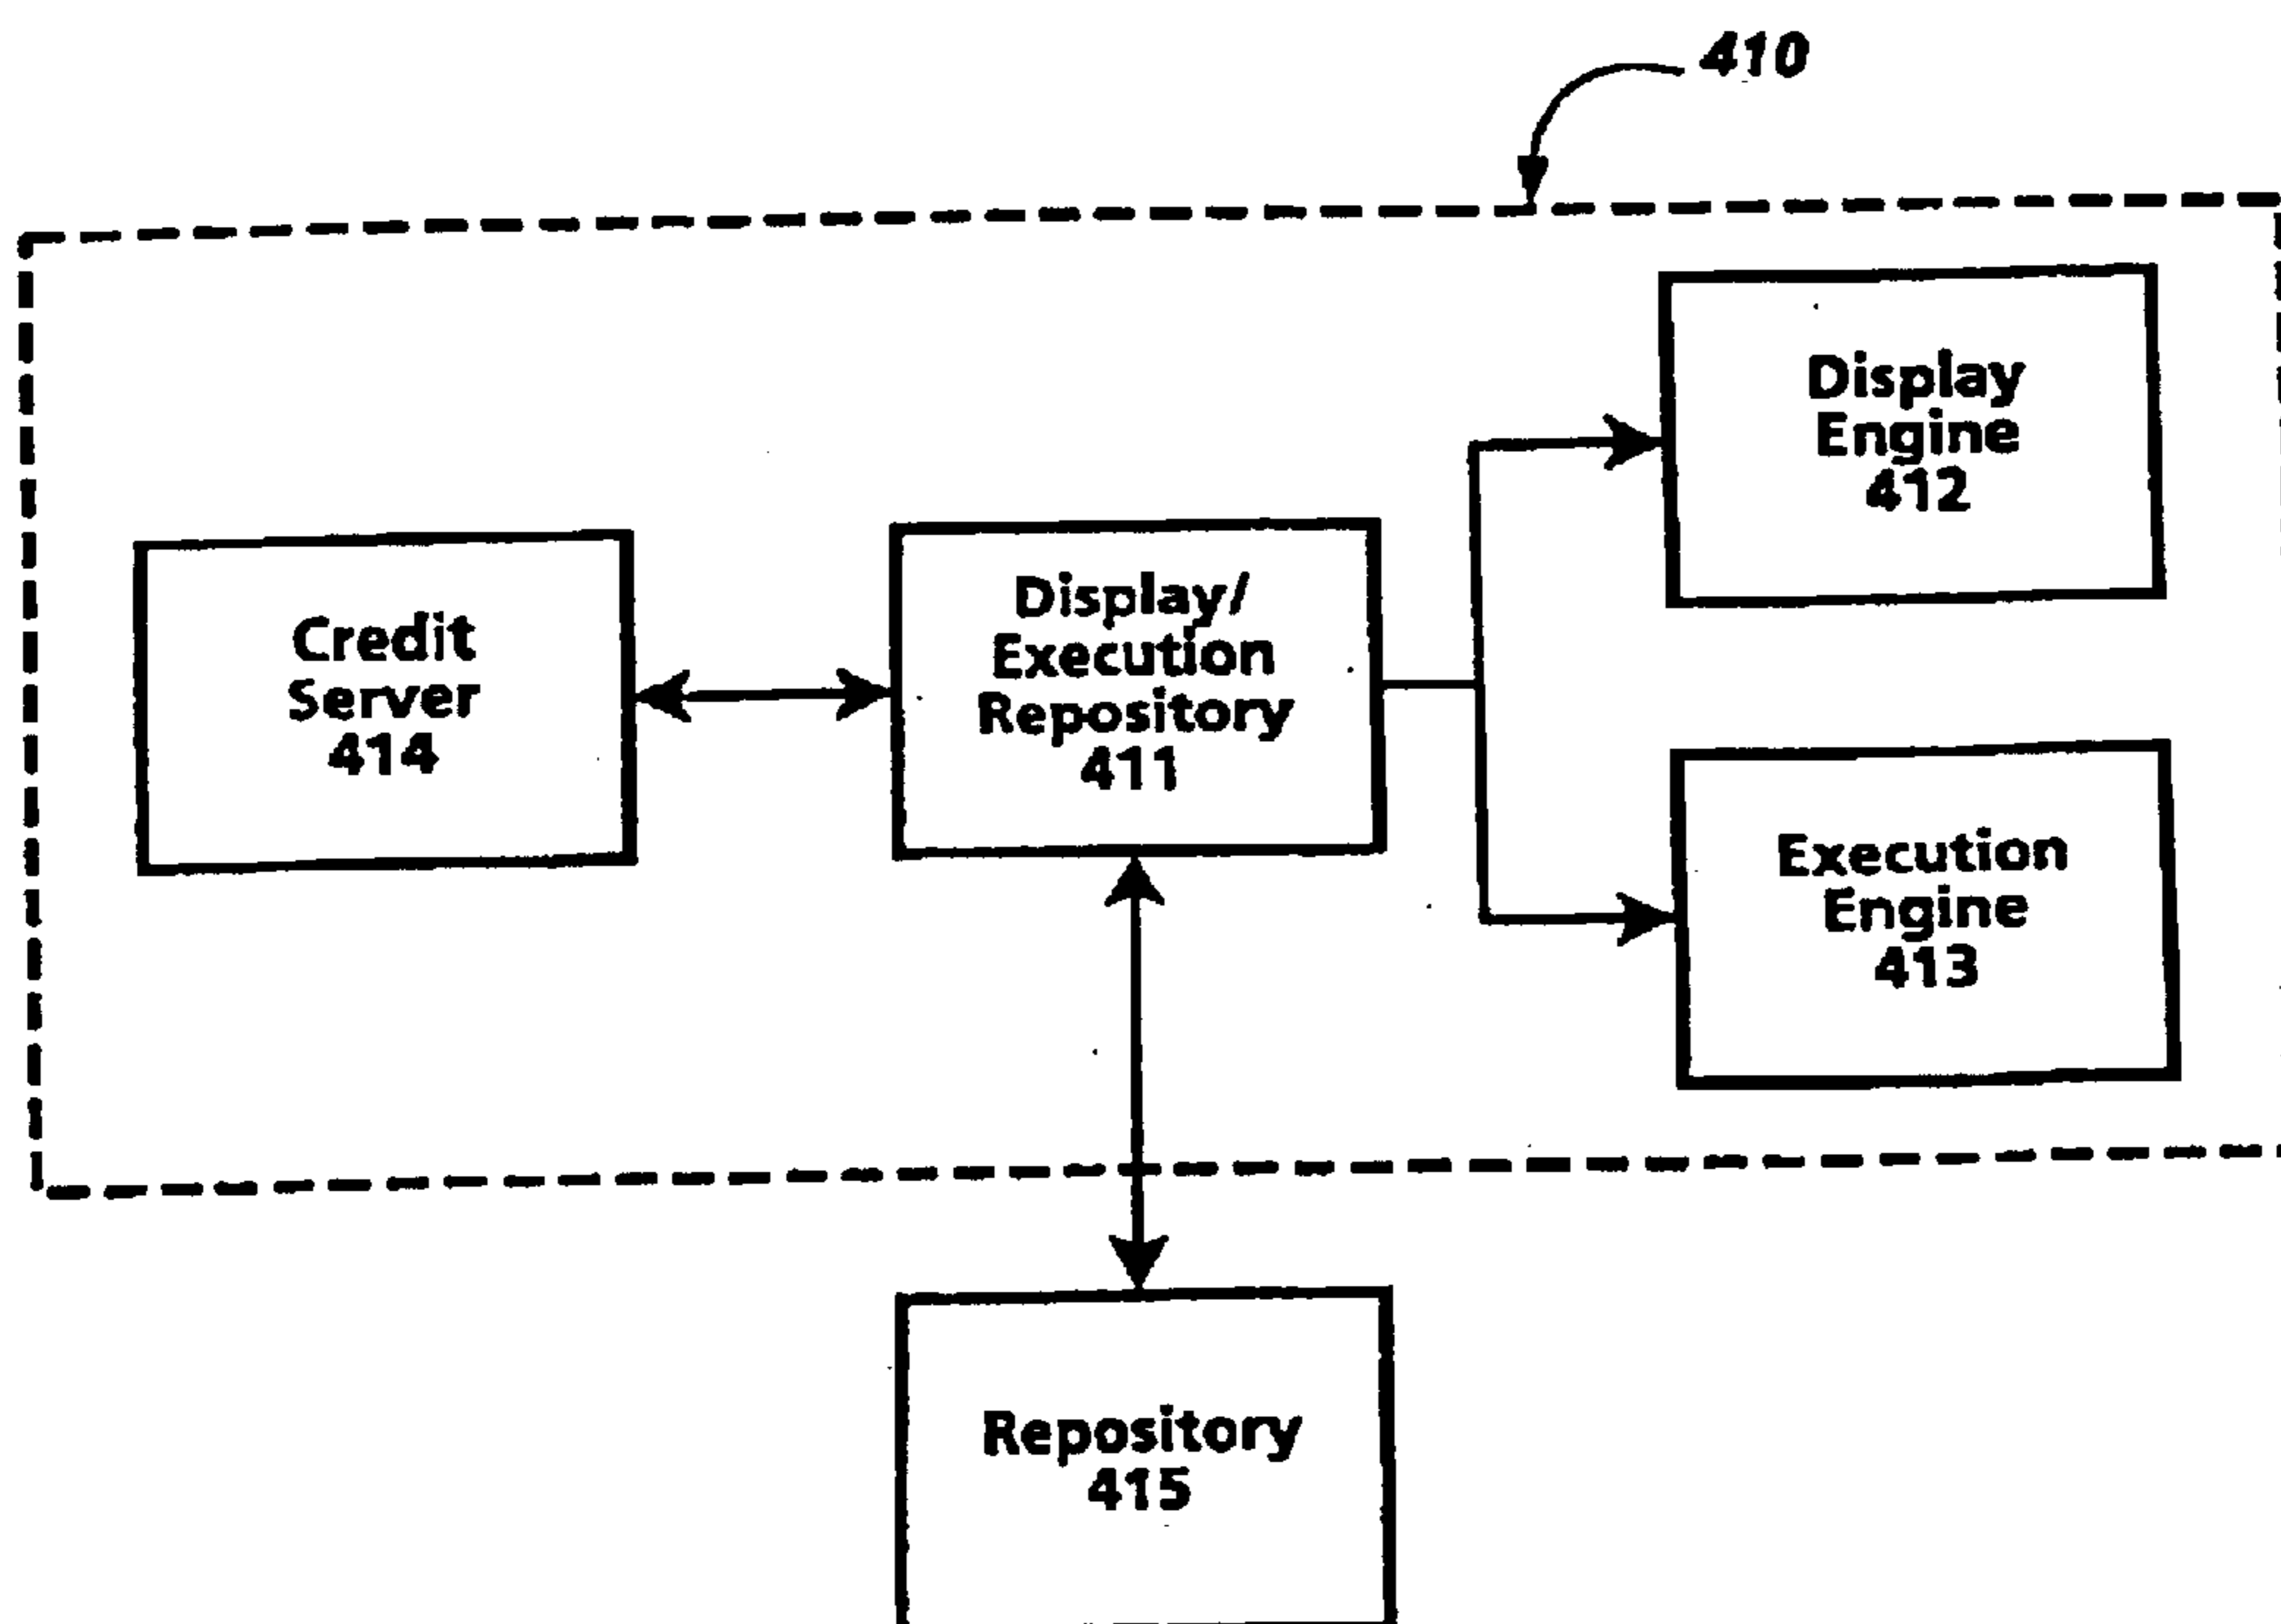 410
Display
Engine
412
Credit
Server
414
Display/
Execution
Repository
411
Execution
Engine
413
Repository
415